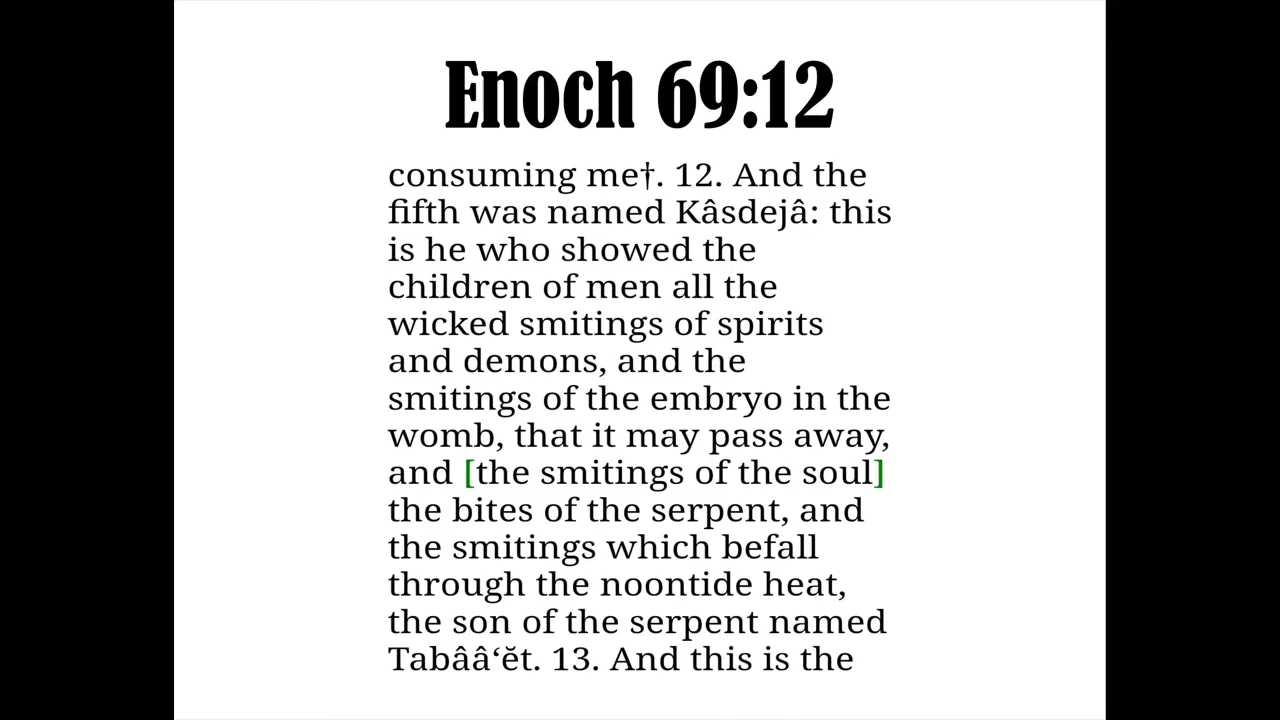 Enoch 69:12
consuming me†. 12. And the
fifth was named Kâsdejâ: this
is he who showed the
children of men all the
wicked smitings of spirits
and demons, and the
smitings of the embryo in the
womb, that it may pass away,
and [the smitings of the soul]
the bites of the serpent, and
the smitings which befall
through the noontide heat,
the son of the serpent named
Tabââ‘ĕt. 13. And this is the